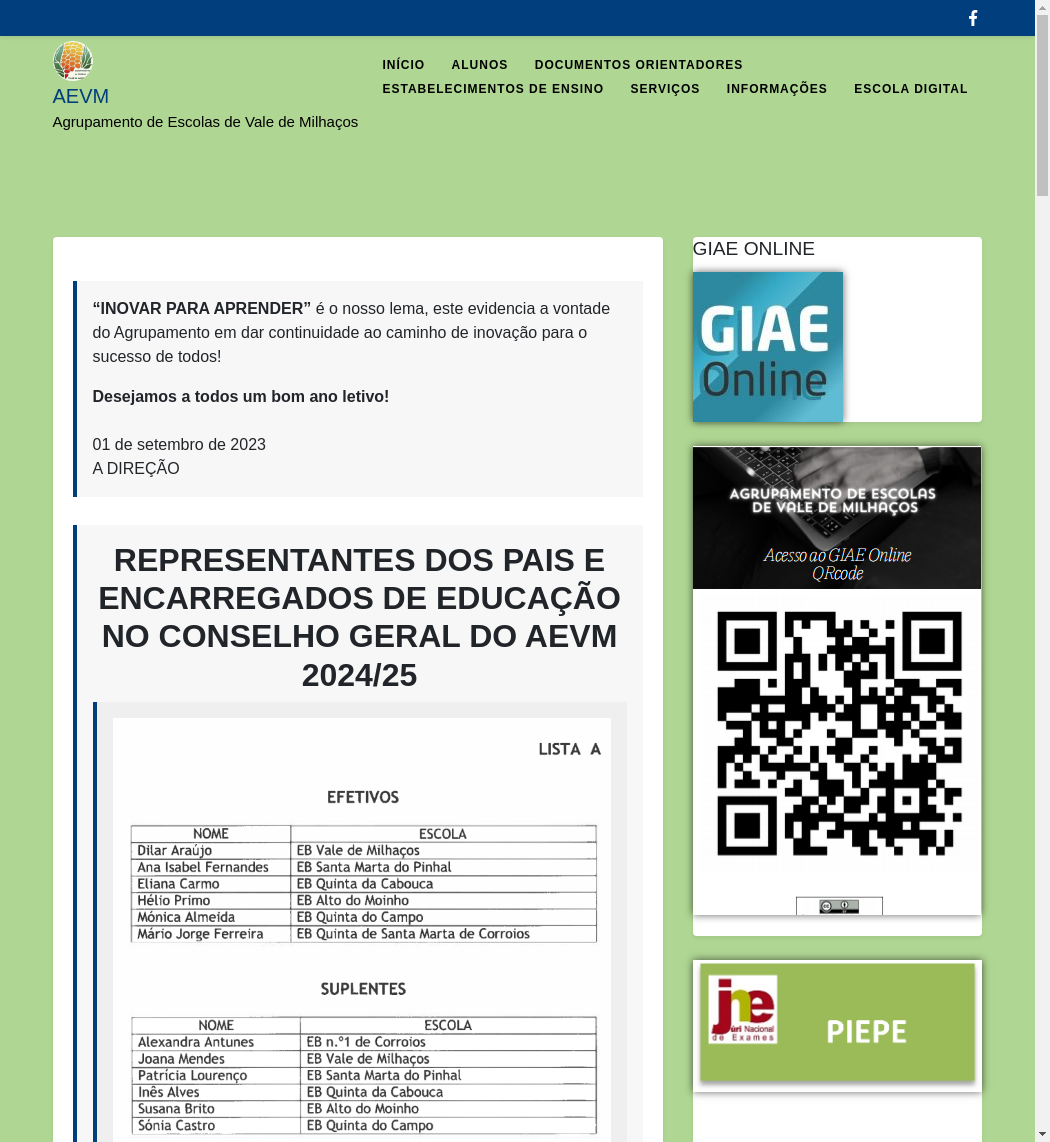 AEVM
Agrupamento de Escolas de Vale de Milhaços
INÍCIO ALUNOS DOCUMENTOS ORIENTADORES
ESTABELECIMENTOS DE ENSINO SERVIÇOS INFORMAÇÕES ESCOLA DIGITAL
“INOVAR PARA APRENDER” é o nosso lema, este evidencia a vontade
do Agrupamento em dar continuidade ao caminho de inovação para o
sucesso de todos!
Desejamos a todos um bom ano letivo!
01 de setembro de 2023
A DIREÇÃO
REPRESENTANTES DOS PAIS E
ENCARREGADOS DE EDUCAÇÃO
NO CONSELHO GERAL DO AEVM
2024/25
LISTA A
EFETIVOS
NOME ESCOLA
Dilar Araújo EB Vale de Milhaços
Ana Isabel Fernandes EB Santa Marta do Pinhal
Eliana Carmo EB Quinta da Cabouca
Hélio Primo EB Alto do Moinho
Mónica Almeida EB Quinta do Campo
Mário Jorge Ferreira EB Quinta de Santa Marta de Corroios
SUPLENTES
NOME ESCOLA
Alexandra Antunes EB n.º1 de Corroios
Joana Mendes EB Vale de Milhaços
Patrícia Lourenço EB Santa Marta do Pinhal
Inês Alves EB Quinta da Cabouca
Susana Brito EB Alto do Moinho
Sónia Castro EB Quinta do Campo
GIAE ONLINE
GIAE
Online
AGRUPAMENTO DE ESCOLAS
DE VALE DE MILHAÇOS
Acesso ao GIAE Online
QRcode
jne
úri Nacional
de Exames
PIEPE